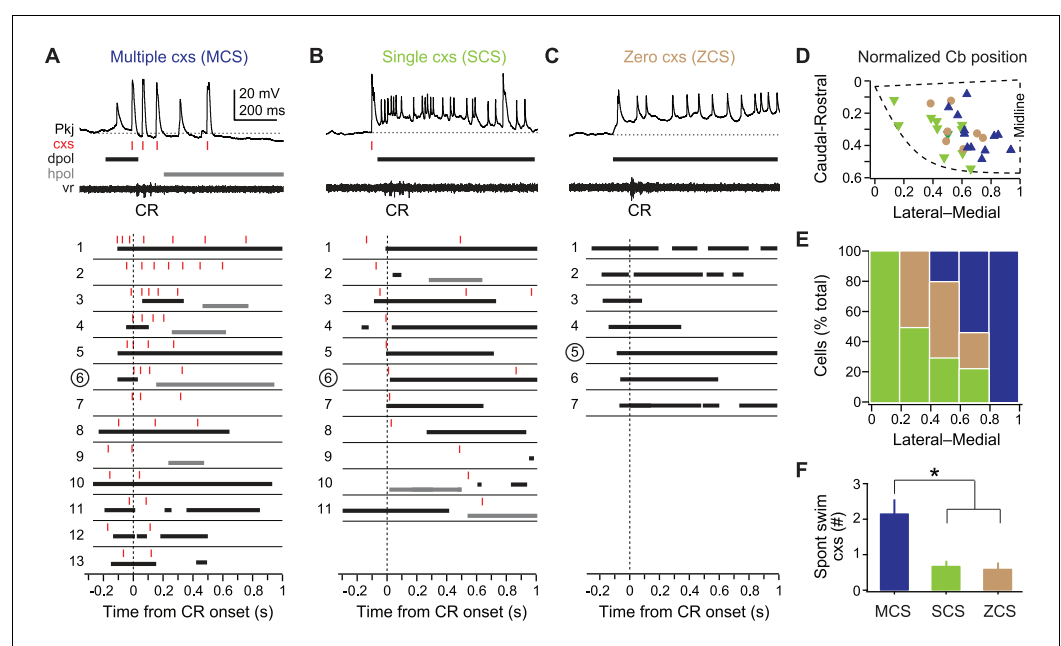 A Multiple cxs (MCS)
20 mV
200 ms
Pkj
cxs
dpol
hpol
vr
CR
1
2
3
4
5
6
7
8
9
10
11
12
13
-0.2 0 0.2 0.4 0.6 0.8 1
Time from CR onset (s)
B Single cxs (SCS)
CR
1
2
3
4
5
6
7
8
9
10
11
-0.2 0 0.2 0.4 0.6 0.8 1
Time from CR onset (s)
C Zero cxs (ZCS)
CR
1
2
3
4
5
6
7
-0.2 0 0.2 0.4 0.6 0.8 1
Time from CR onset (s)
D Normalized Cb position
Caudal-Rostral
0
0.2
0.4
0.6
Midline
0 0.2 0.4 0.6 0.8 1
Lateral–Medial
E
Cells (% total)
100
80
60
40
20
0
0 0.2 0.4 0.6 0.8 1
Lateral–Medial
F
Spont swim
cxs (#)
3
2
1
0
*
MCS SCS ZCS